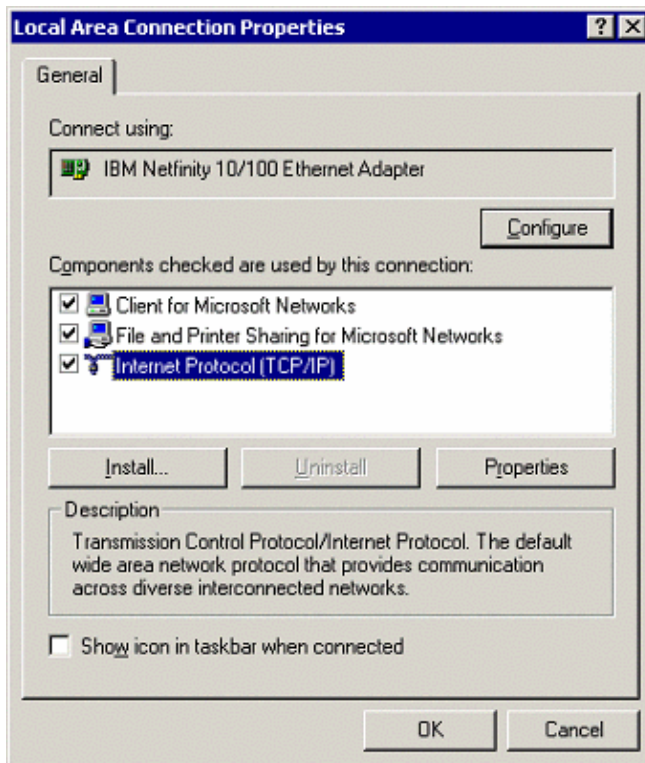 Local Area Connection Properties
General
Connect using:
IBM Netfinity 10/100 Ethernet Adapter
Configure
Components checked are used by this connection:
Client for Microsoft Networks
File and Printer Sharing for Microsoft Networks
Internet Protocol (TCP/IP)
Install... Uninstall Properties
Description
Transmission Control Protocol/Internet Protocol. The default
wide area network protocol that provides communication
across diverse interconnected networks.
Show icon in taskbar when connected
OK Cancel